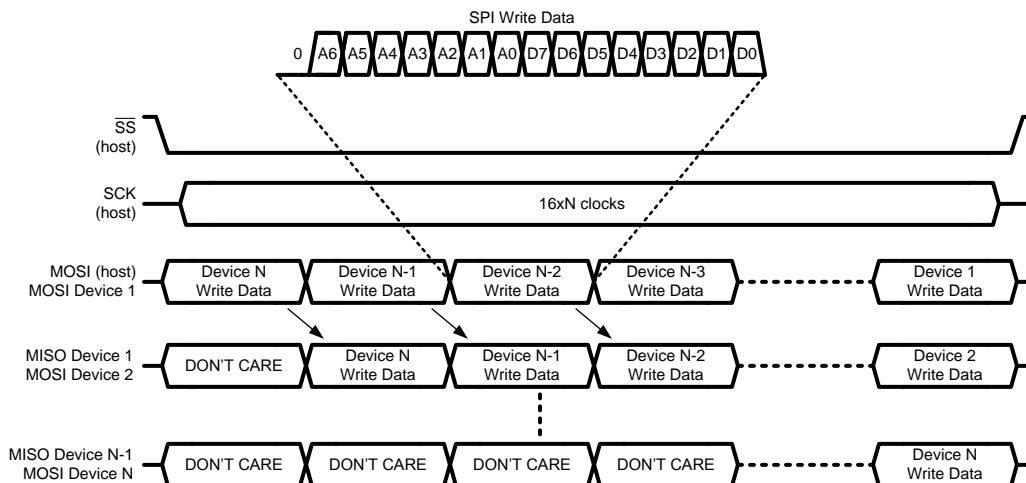 SPI Write Data
0 A6 A5 A4 A3 A2 A1 A0 D7 D6 D5 D4 D3 D2 D1 D0
SS
(host)
SCK
(host)
16xN clocks
MOSI (host)
MOSI Device 1
Device N
Write Data
Device N-1
Write Data
Device N-2
Write Data
Device N-3
Write Data
Device 1
Write Data
MISO Device 1
MOSI Device 2
DON'T CARE
Device N
Write Data
Device N-1
Write Data
Device N-2
Write Data
Device 2
Write Data
MISO Device N-1
MOSI Device N
DON'T CARE
DON'T CARE
DON'T CARE
DON'T CARE
Device N
Write Data